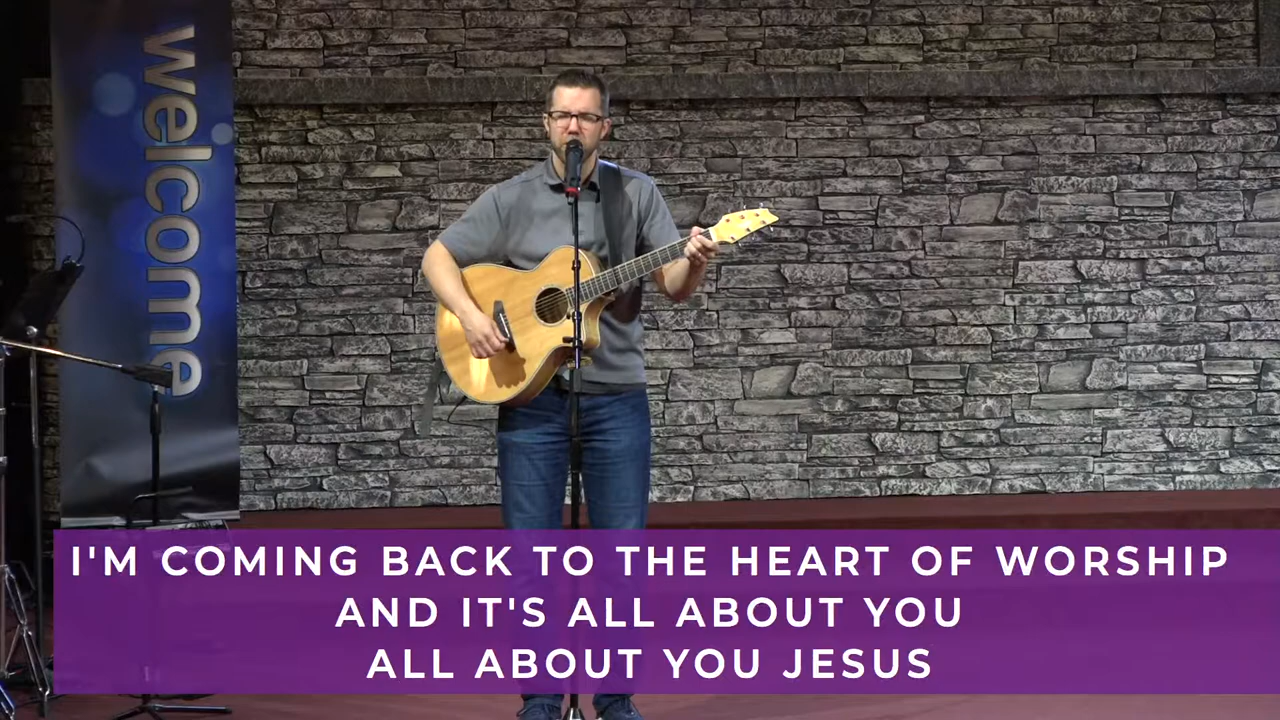 welcome
I'M COMING BACK TO THE HEART OF WORSHIP
AND IT'S ALL ABOUT YOU
ALL ABOUT YOU JESUS